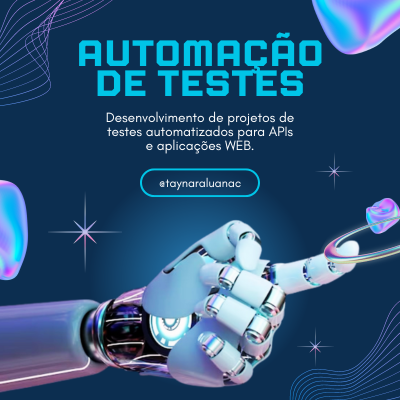 AUTOMAÇÃO
DE TESTES
Desenvolvimento de projetos de
testes automatizados para APIs
e aplicações WEB.
@taynaraluanac